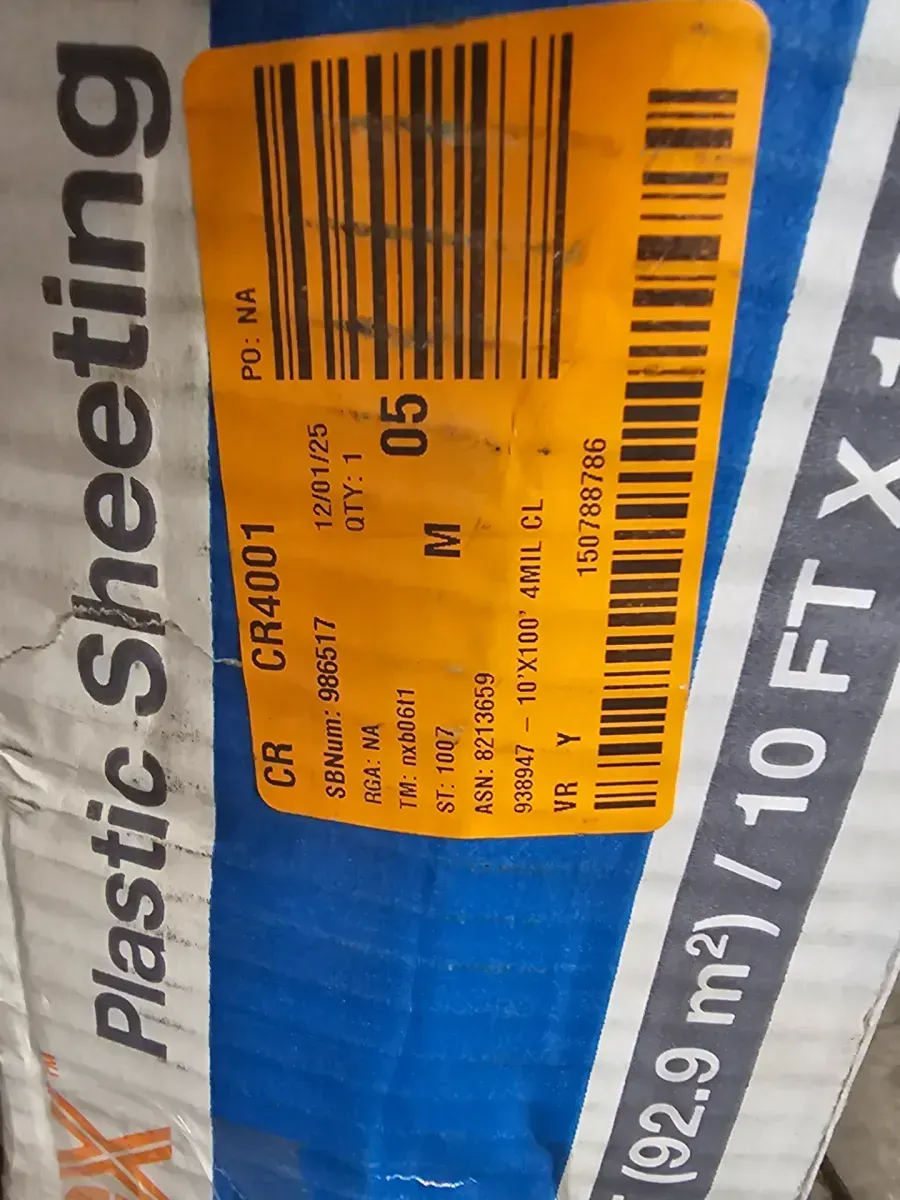 Plastic Sheeting
CR CR4001 PO: NA
SBNum: 986517 12/01/25
RGA: NA QTY: 1
TM: nxb06t1
05
ST: 1007 M
ASN: 8213659
938947 - 10'X100' 4MIL CL
VR Y 150788786
(92.9 m²) / 10 FT X